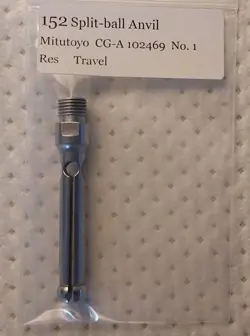 152 Split-ball Anvil
Mitutoyo CG-A 102469 No. 1
Res Travel